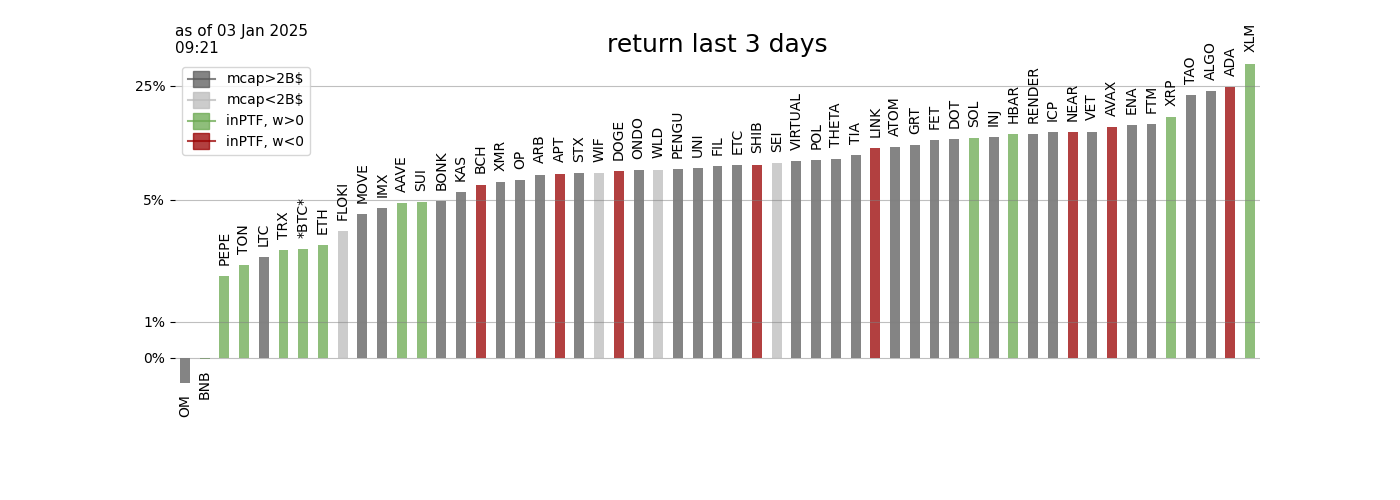 as of 03 Jan 2025
09:21
return last 3 days
mcap>2B$
mcap<2B$
inPTF, w>0
inPTF, w<0
25%
5%
1%
0%
OM
BNB
PEPE
TON
LTC
TRX
*BTC*
ETH
FLOKI
MOVE
IMX
AAVE
SUI
BONK
KAS
BCH
XMR
OP
ARB
APT
STX
WIF
DOGE
ONDO
WLD
PENGU
UNI
FIL
ETC
SHIB
SEI
VIRTUAL
POL
THETA
TIA
LINK
ATOM
GRT
FET
DOT
SOL
INJ
HBAR
RENDER
ICP
NEAR
VET
AVAX
ENA
FTM
XRP
TAO
ALGO
ADA
XLM